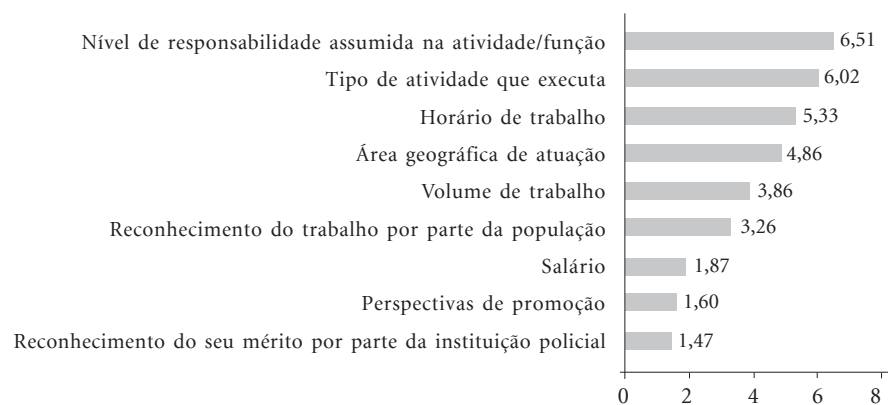 Nível de responsabilidade assumida na atividade/função 6,51
Tipo de atividade que executa 6,02
Horário de trabalho 5,33
Área geográfica de atuação 4,86
Volume de trabalho 3,86
Reconhecimento do trabalho por parte da população 3,26
Salário 1,87
Perspectivas de promoção 1,60
Reconhecimento do seu mérito por parte da instituição policial 1,47
0 2 4 6 8